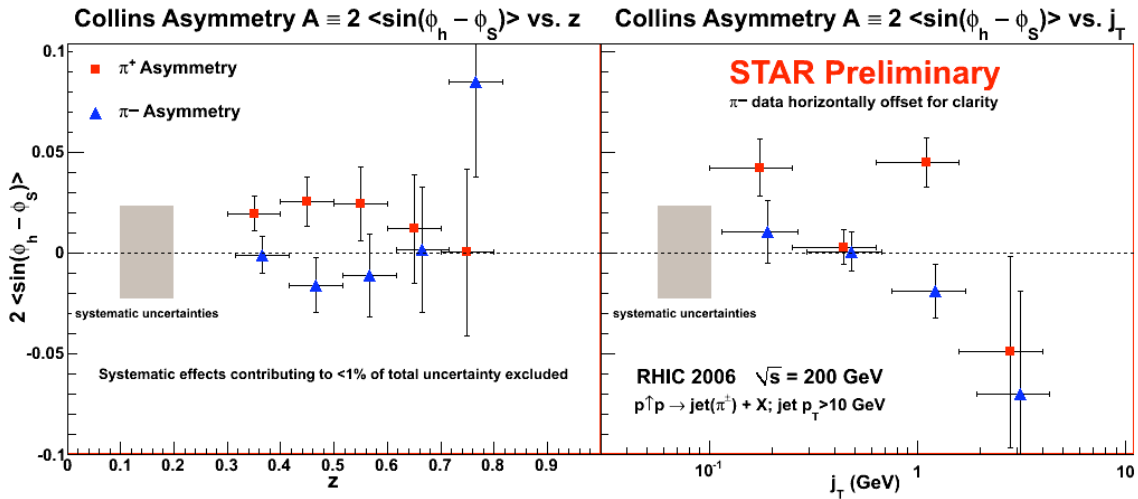 Collins Asymmetry A ≡ 2 <sin(ϕh – ϕS)> vs. z
Collins Asymmetry A ≡ 2 <sin(ϕh – ϕS)> vs. jT
2 <sin(ϕh – ϕS)>
0.1
0.05
0
-0.05
-0.1
π+ Asymmetry
π– Asymmetry
systematic uncertainties
Systematic effects contributing to <1% of total uncertainty excluded
0 0.1 0.2 0.3 0.4 0.5 0.6 0.7 0.8 0.9
z
STAR Preliminary
π– data horizontally offset for clarity
systematic uncertainties
RHIC 2006 √s = 200 GeV
p↑p → jet(π±) + X; jet pT>10 GeV
10-1 1 10
jT (GeV)